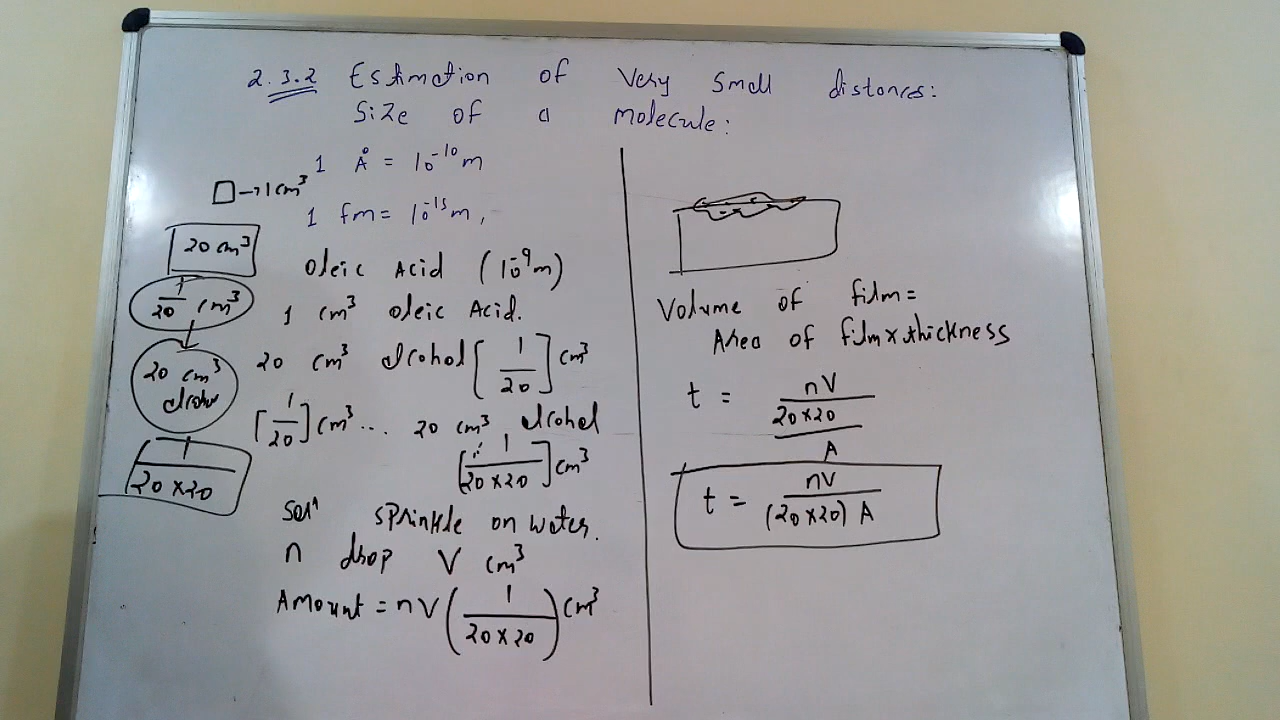 2.3.2 Estimation of Very Small distances:
Size of a molecule:
1 Å = 10⁻¹⁰ m
□→1 cm³
1 fm = 10⁻¹⁵ m,
20 cm³
Oleic Acid (10⁻⁹ m)
1/20 cm³
1 cm³ oleic Acid.
20 cm³ alcohol [1/20] cm³
20 cm³ alcohol
[1/20] cm³ ... 20 cm³ alcohol
[1/20×20] cm³
1/20×20
Solⁿ sprinkle on water.
n drop V cm³
Amount = nV(1/20×20) cm³
Volume of film =
Area of film × thickness
t = nV/20×20/A
t = nV/(20×20) A